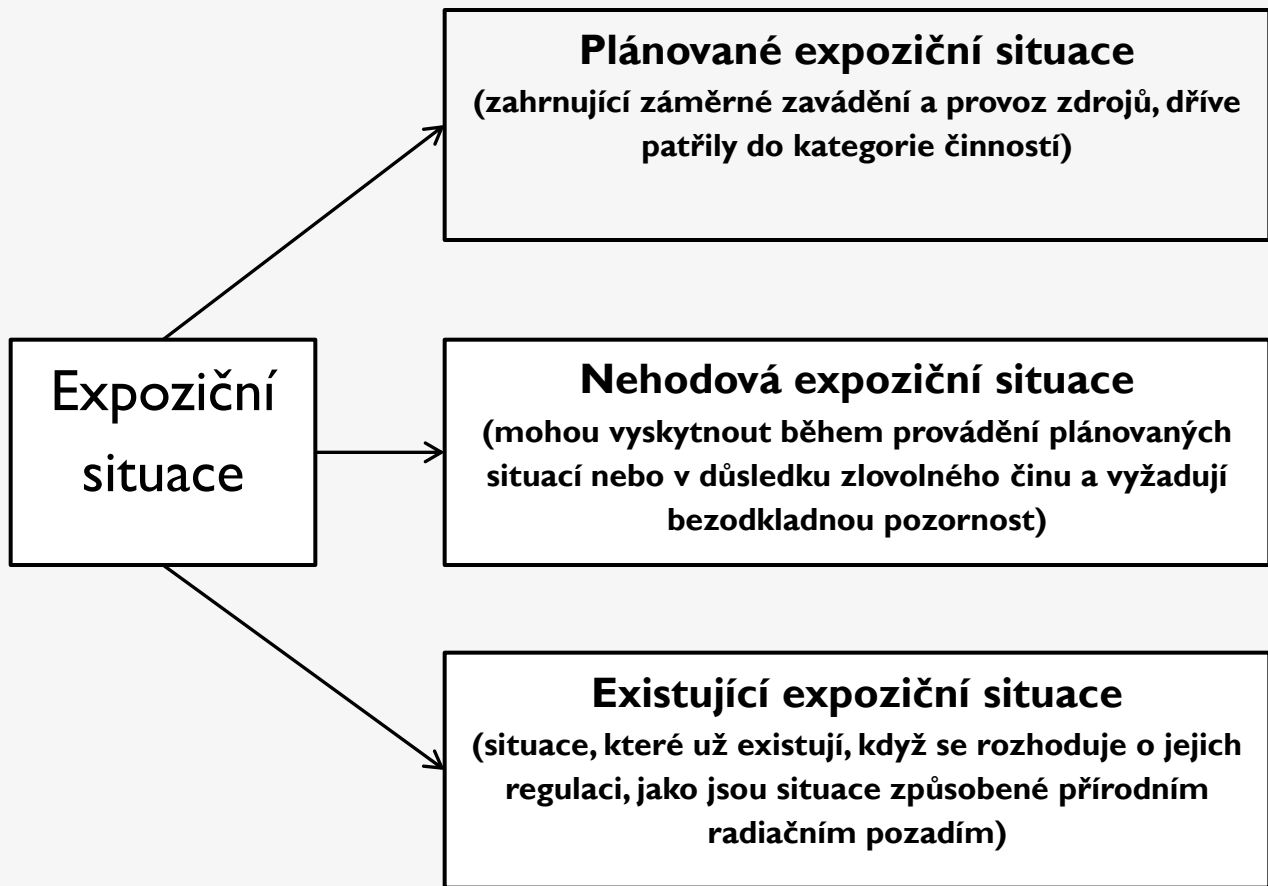 Plánované expoziční situace
(zahrnující záměrné zavádění a provoz zdrojů, dříve
patřily do kategorie činností)
Expoziční
situace
Nehodová expoziční situace
(mohou vyskytnout během provádění plánovaných
situací nebo v důsledku zlovolného činu a vyžadují
bezodkladnou pozornost)
Existující expoziční situace
(situace, které už existují, když se rozhoduje o jejich
regulaci, jako jsou situace způsobené přírodním
radiačním pozadím)